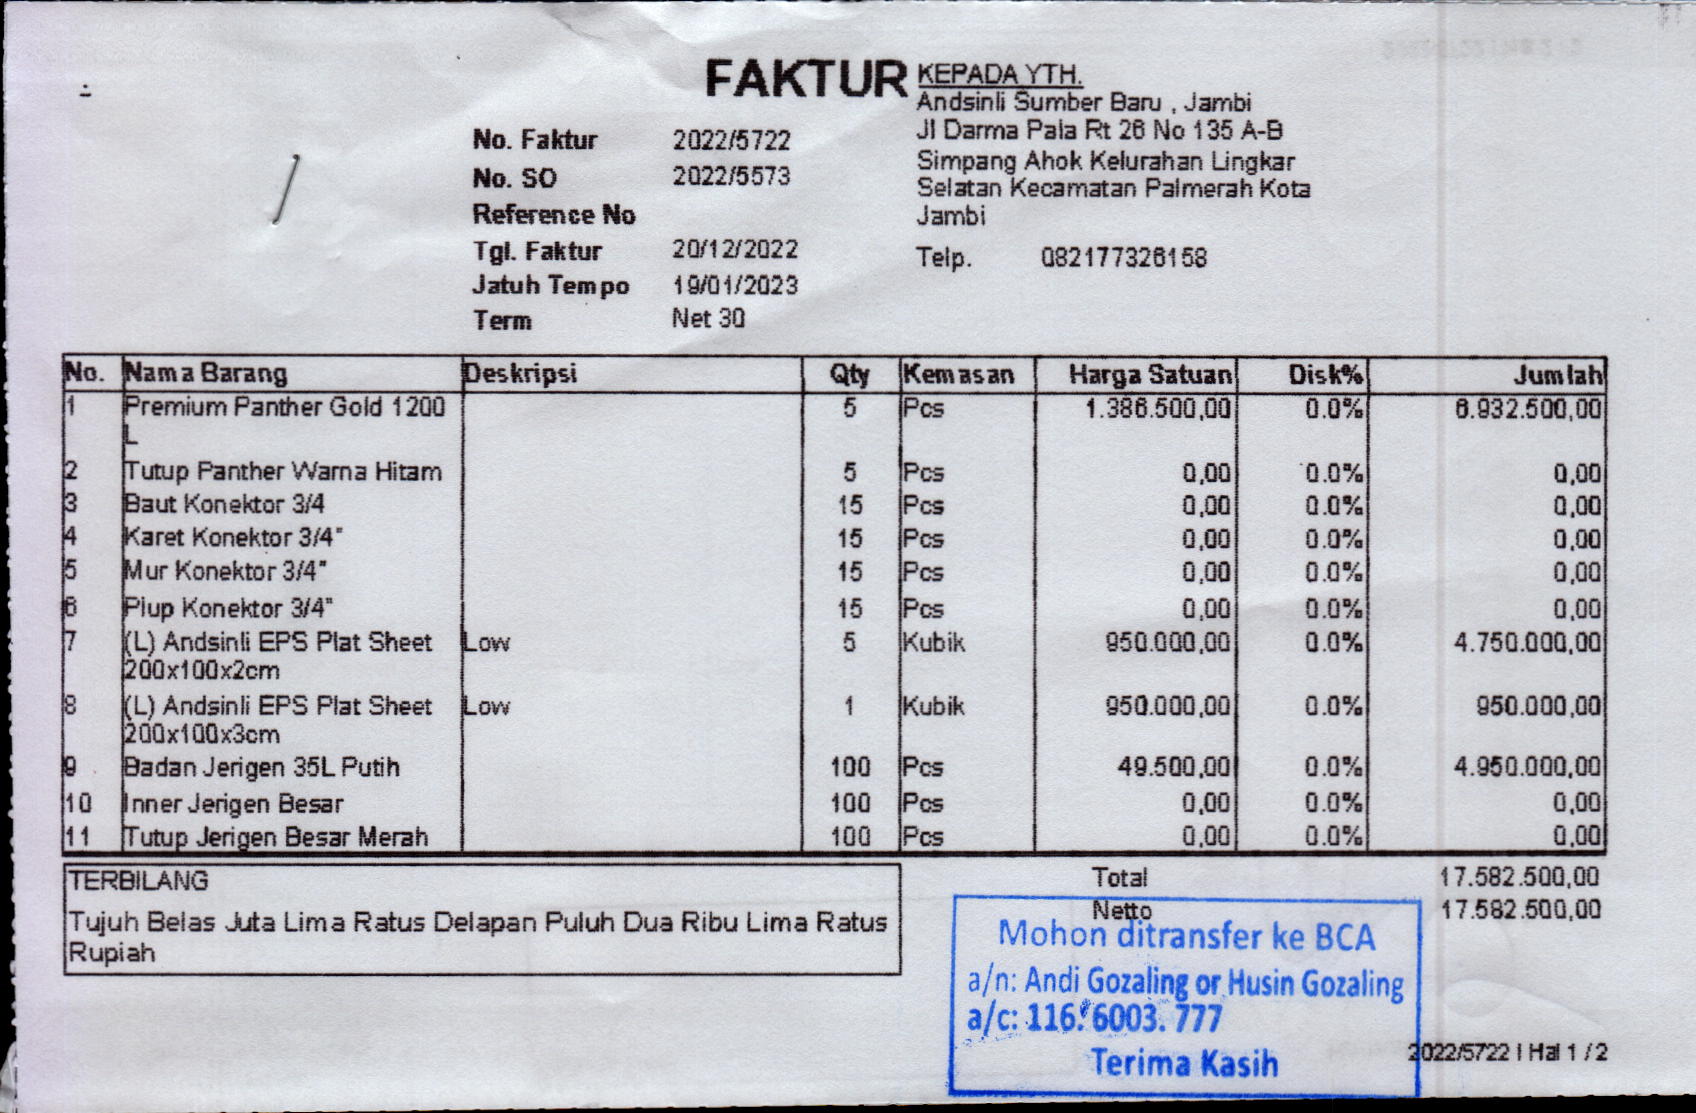 FAKTUR
No. Faktur 2022/5722
No. SO 2022/5573
Reference No
Tgl. Faktur 20/12/2022
Jatuh Tempo 19/01/2023
Term Net 30
KEPADA YTH.
Andsinli Sumber Baru , Jambi
Jl Darma Pala Rt 26 No 135 A-B
Simpang Ahok Kelurahan Lingkar
Selatan Kecamatan Palmerah Kota
Jambi
Telp. 082177326158
No. Nama Barang Deskripsi Qty Kemasan Harga Satuan Disk% Jumlah
1 Premium Panther Gold 1200 5 Pcs 1.386.500,00 0.0% 6.932.500,00
L
2 Tutup Panther Warna Hitam 5 Pcs 0,00 0.0% 0,00
3 Baut Konektor 3/4 15 Pcs 0,00 0.0% 0,00
4 Karet Konektor 3/4" 15 Pcs 0,00 0.0% 0,00
5 Mur Konektor 3/4" 15 Pcs 0,00 0.0% 0,00
6 Plup Konektor 3/4" 15 Pcs 0,00 0.0% 0,00
7 (L) Andsinli EPS Plat Sheet Low 5 Kubik 950.000,00 0.0% 4.750.000,00
200x100x2cm
8 (L) Andsinli EPS Plat Sheet Low 1 Kubik 950.000,00 0.0% 950.000,00
200x100x3cm
9 Badan Jerigen 35L Putih 100 Pcs 49.500,00 0.0% 4.950.000,00
10 Inner Jerigen Besar 100 Pcs 0,00 0.0% 0,00
11 Tutup Jerigen Besar Merah 100 Pcs 0,00 0.0% 0,00
TERBILANG
Tujuh Belas Juta Lima Ratus Delapan Puluh Dua Ribu Lima Ratus
Rupiah
Total 17.582.500,00
Netto 17.582.500,00
Mohon ditransfer ke BCA
a/n: Andi Gozaling or Husin Gozaling
a/c: 116. 6003. 777
Terima Kasih
2022/5722 | Hal 1 / 2